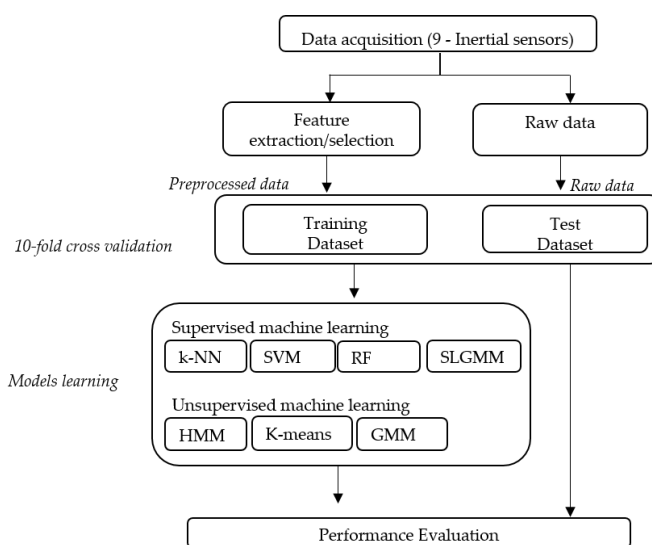 Data acquisition (9 - Inertial sensors)
Feature
extraction/selection
Raw data
Preprocessed data
Raw data
10-fold cross validation
Training
Dataset
Test
Dataset
Models learning
Supervised machine learning
k-NN
SVM
RF
SLGMM
Unsupervised machine learning
HMM
K-means
GMM
Performance Evaluation